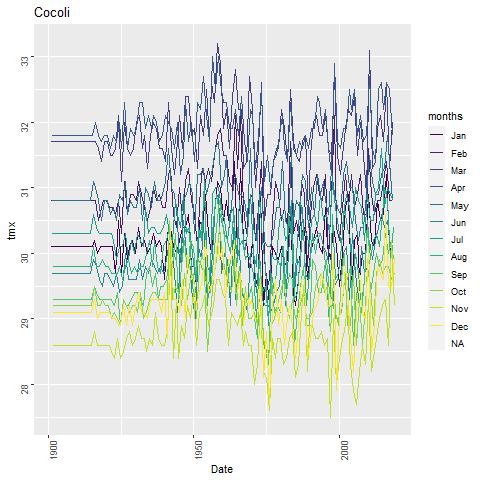 Cocoli
33
32
31
30
29
28
tmx
1900
1950
2000
Date
months
Jan
Feb
Mar
Apr
May
Jun
Jul
Aug
Sep
Oct
Nov
Dec
NA